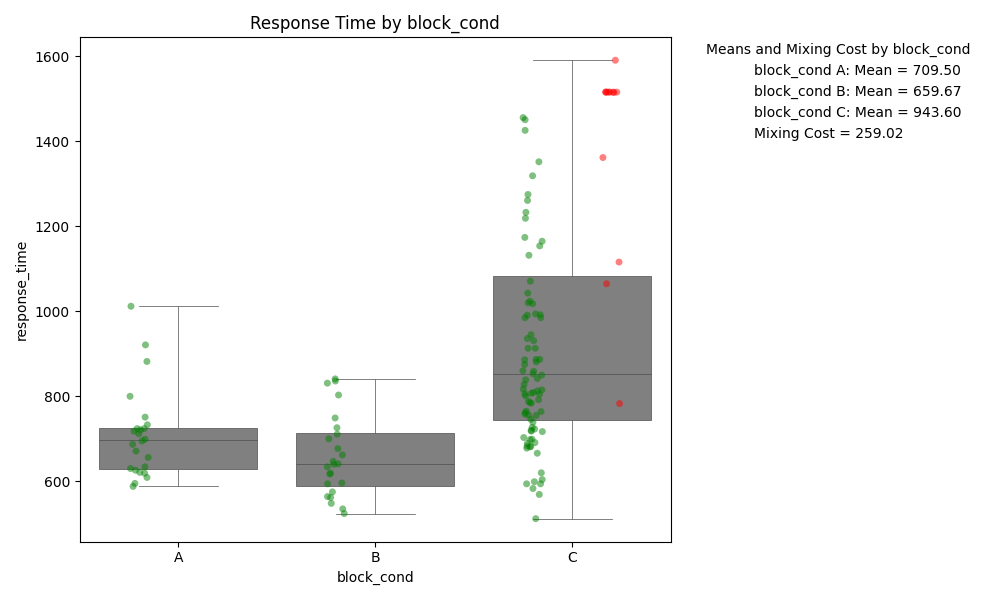 Response Time by block_cond
Means and Mixing Cost by block_cond
block_cond A: Mean = 709.50
block_cond B: Mean = 659.67
block_cond C: Mean = 943.60
Mixing Cost = 259.02
response_time
1600
1400
1200
1000
800
600
A
B
C
block_cond